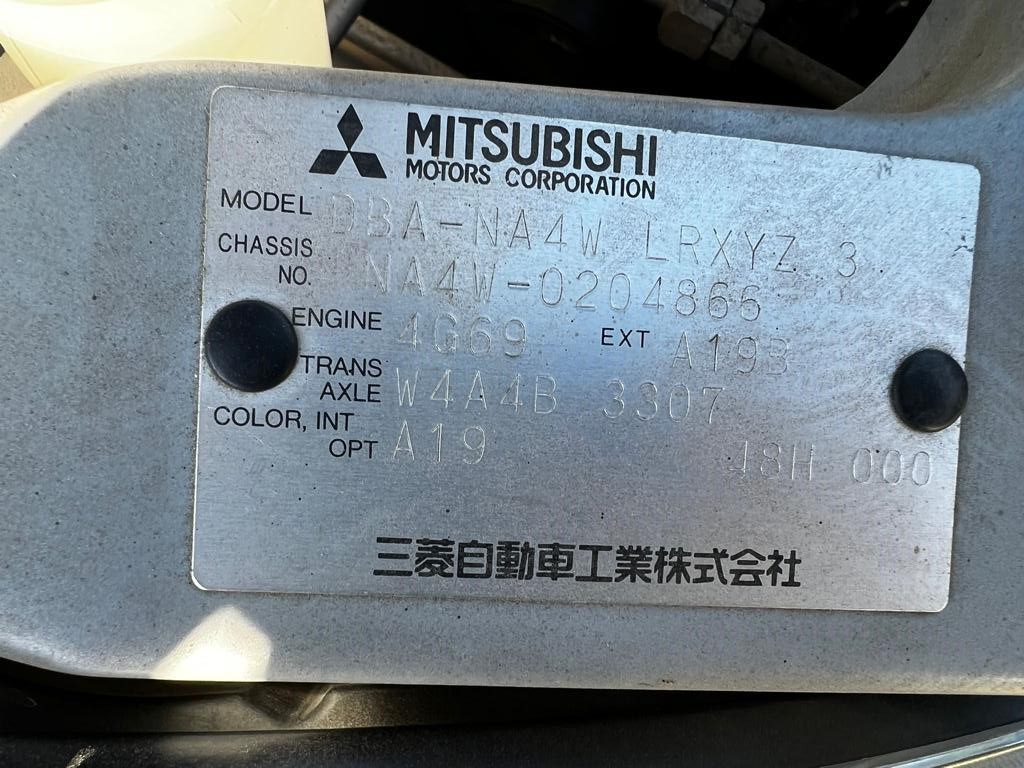 MITSUBISHI
MOTORS CORPORATION
MODEL DBA-NA4W LRXYZ 3
CHASSIS NO. NA4W-0204866
ENGINE 4G69 EXT A19B
TRANS AXLE W4A4B 3307
COLOR, INT OPT A19 48H 000
三菱自動車工業株式会社